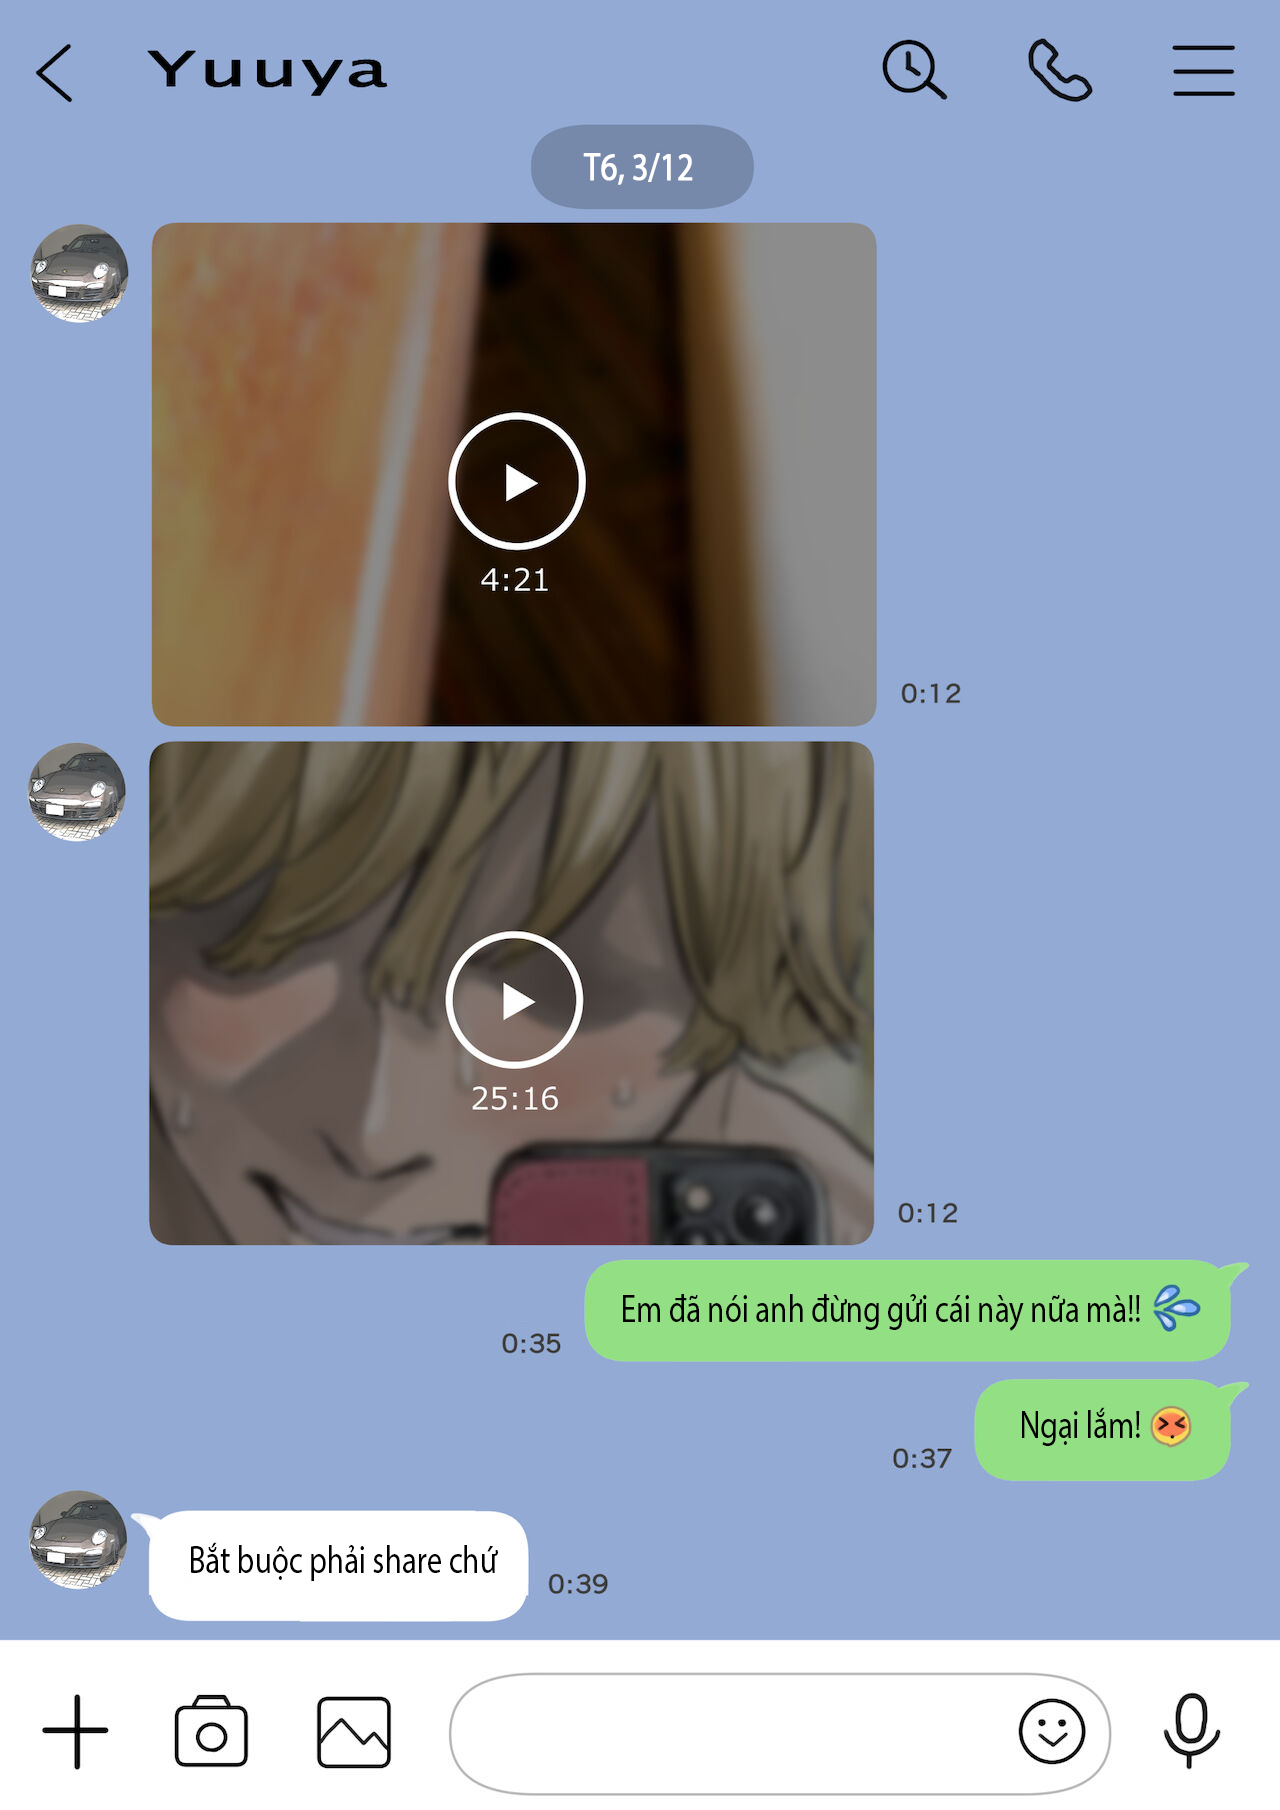 Yuuya
T6, 3/12
4:21
0:12
25:16
0:12
Em đã nói anh đừng gửi cái này nữa mà!! 💦
0:35
Ngại lắm! 😆
0:37
Bắt buộc phải share chứ
0:39